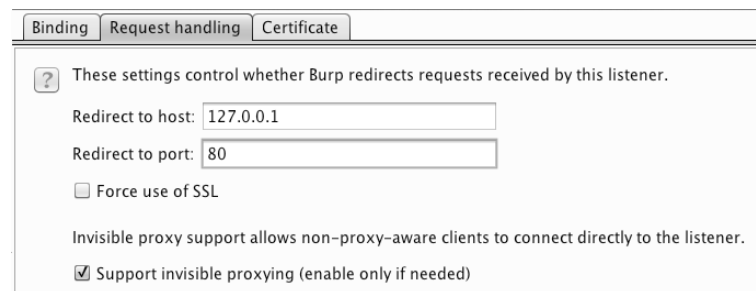 Binding Request handling Certificate
? These settings control whether Burp redirects requests received by this listener.
Redirect to host: 127.0.0.1
Redirect to port: 80
Force use of SSL
Invisible proxy support allows non-proxy-aware clients to connect directly to the listener.
Support invisible proxying (enable only if needed)